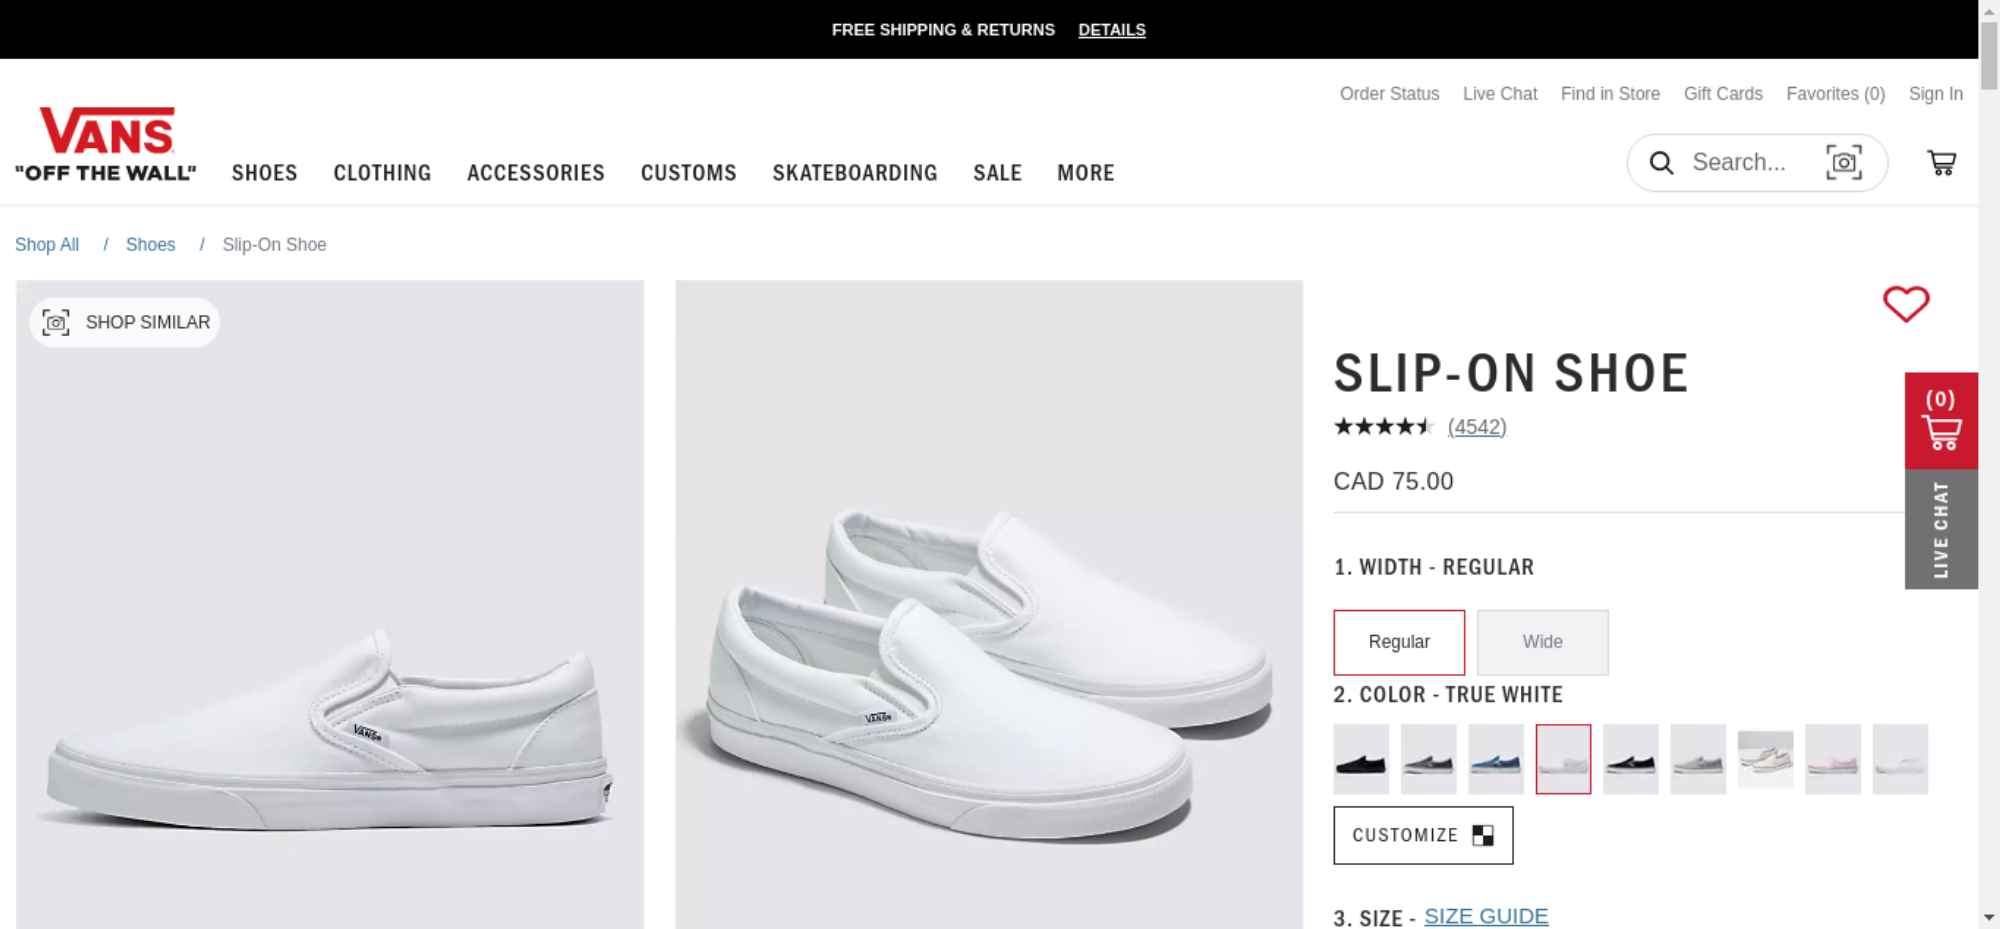 FREE SHIPPING & RETURNS DETAILS
Order Status Live Chat Find in Store Gift Cards Favorites (0) Sign In
VANS
"OFF THE WALL"
SHOES CLOTHING ACCESSORIES CUSTOMS SKATEBOARDING SALE MORE
Search...
Shop All / Shoes / Slip-On Shoe
SHOP SIMILAR
VANS
VANS
SLIP-ON SHOE
(4542)
CAD 75.00
(0)
LIVE CHAT
1. WIDTH - REGULAR
Regular Wide
2. COLOR - TRUE WHITE
CUSTOMIZE
3. SIZE - SIZE GUIDE